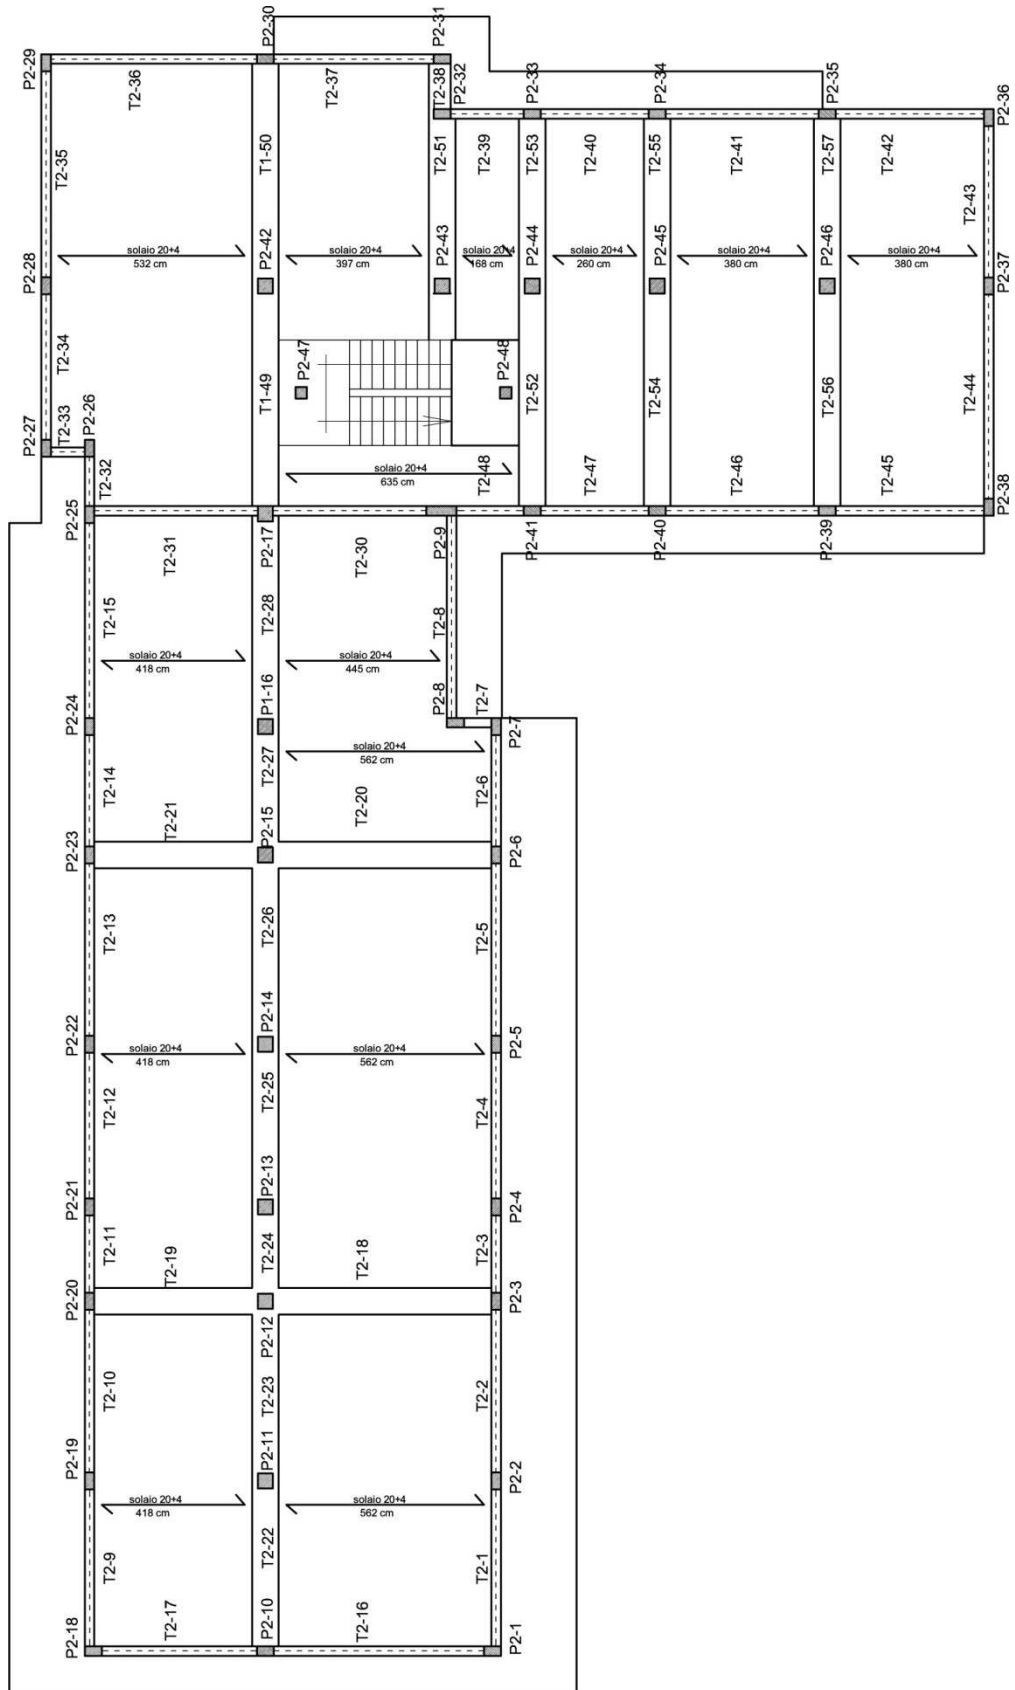 P2-30
P2-31
P2-29
T2-36
T2-37
T2-38
P2-32
P2-33
P2-34
P2-35
P2-36
T2-35
T1-50
T2-51
T2-39
T2-53
T2-40
T2-55
T2-41
T2-57
T2-42
T2-43
P2-28
solaio 20+4
532 cm
P2-42
solaio 20+4
397 cm
P2-43
solaio 20+4
168 cm
P2-44
solaio 20+4
260 cm
P2-45
solaio 20+4
380 cm
P2-46
solaio 20+4
380 cm
P2-37
T2-34
T1-49
P2-47
P2-48
T2-52
T2-54
T2-56
T2-44
P2-27
T2-33
P2-26
T2-32
solaio 20+4
635 cm
T2-48
T2-47
T2-46
T2-45
P2-38
P2-25
P2-17
P2-9
P2-41
P2-40
P2-39
T2-31
T2-30
T2-15
T2-28
T2-8
solaio 20+4
418 cm
solaio 20+4
445 cm
P2-24
P1-16
P2-8
T2-7
P2-7
T2-14
T2-27
solaio 20+4
562 cm
T2-6
T2-21
T2-20
P2-23
P2-15
P2-6
T2-13
T2-26
T2-5
P2-22
P2-14
P2-5
solaio 20+4
418 cm
solaio 20+4
562 cm
T2-12
T2-25
T2-4
P2-21
P2-13
P2-4
T2-11
T2-19
T2-24
T2-18
T2-3
P2-20
P2-12
P2-3
T2-10
T2-23
T2-2
P2-19
P2-11
P2-2
solaio 20+4
418 cm
solaio 20+4
562 cm
T2-9
T2-22
T2-1
T2-17
T2-16
P2-18
P2-10
P2-1